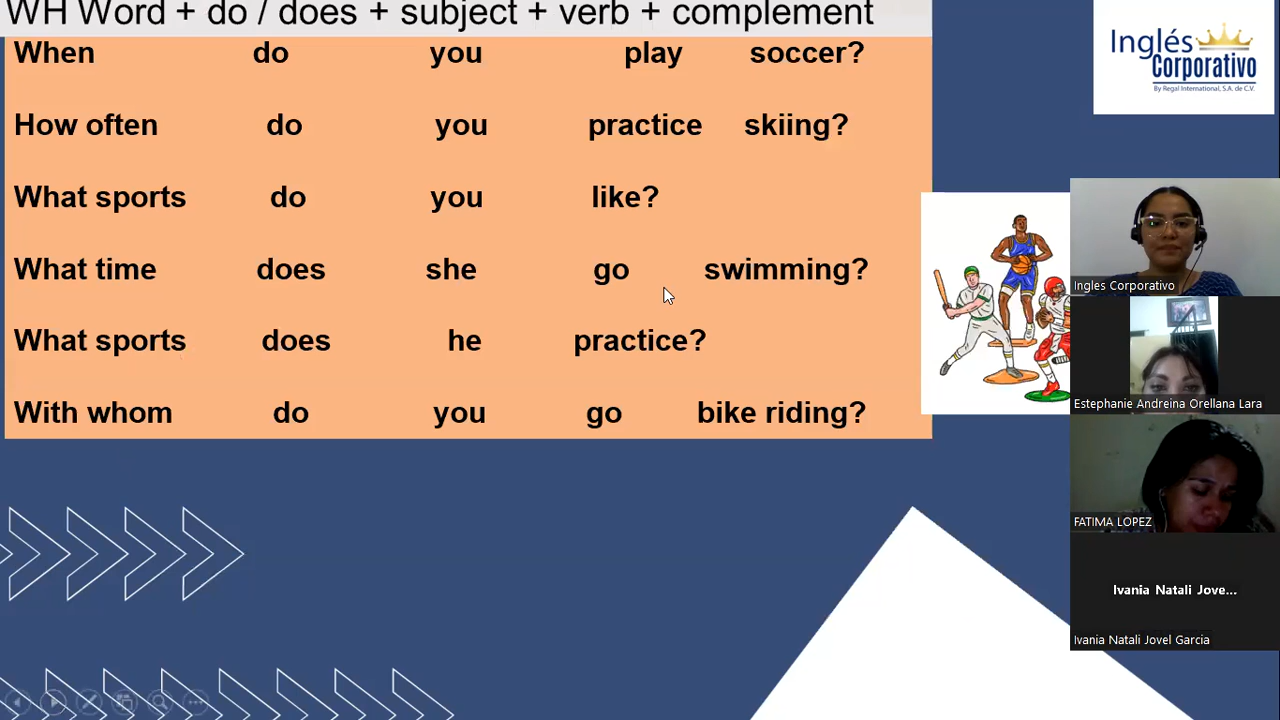 WH Word + do / does + subject + verb + complement
When do you play soccer?
How often do you practice skiing?
What sports do you like?
What time does she go swimming?
What sports does he practice?
With whom do you go bike riding?
Inglés
Corporativo
By Regal International, S.A. de C.V.
Ingles Corporativo
Estephanie Andreina Orellana Lara
FATIMA LOPEZ
Ivania Natali Jove...
Ivania Natali Jovel Garcia